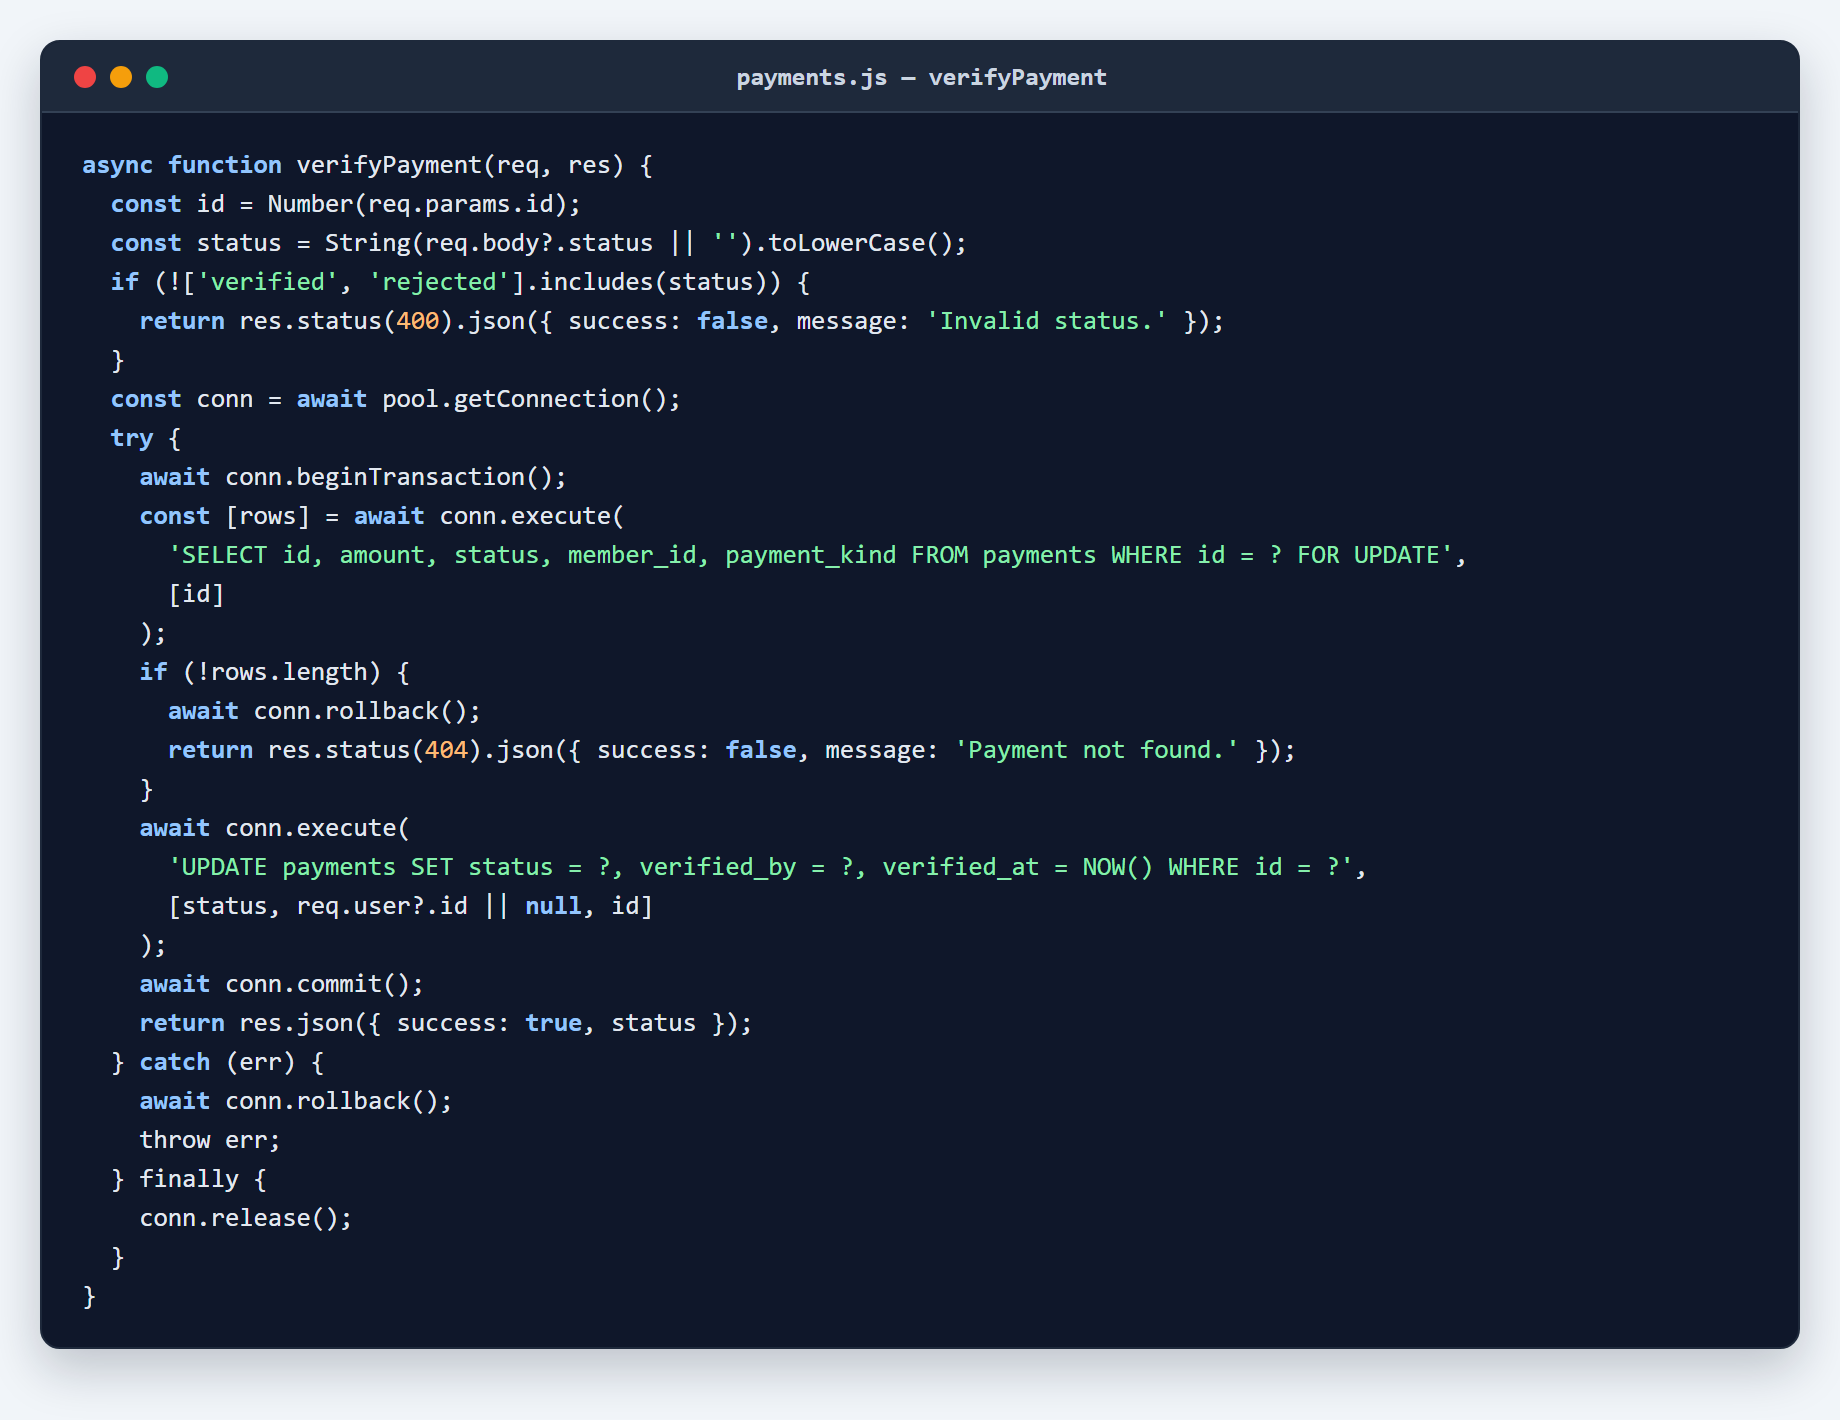 payments.js — verifyPayment
async function verifyPayment(req, res) {
  const id = Number(req.params.id);
  const status = String(req.body?.status || '').toLowerCase();
  if (!['verified', 'rejected'].includes(status)) {
    return res.status(400).json({ success: false, message: 'Invalid status.' });
  }
  const conn = await pool.getConnection();
  try {
    await conn.beginTransaction();
    const [rows] = await conn.execute(
      'SELECT id, amount, status, member_id, payment_kind FROM payments WHERE id = ? FOR UPDATE',
      [id]
    );
    if (!rows.length) {
      await conn.rollback();
      return res.status(404).json({ success: false, message: 'Payment not found.' });
    }
    await conn.execute(
      'UPDATE payments SET status = ?, verified_by = ?, verified_at = NOW() WHERE id = ?',
      [status, req.user?.id || null, id]
    );
    await conn.commit();
    return res.json({ success: true, status });
  } catch (err) {
    await conn.rollback();
    throw err;
  } finally {
    conn.release();
  }
}